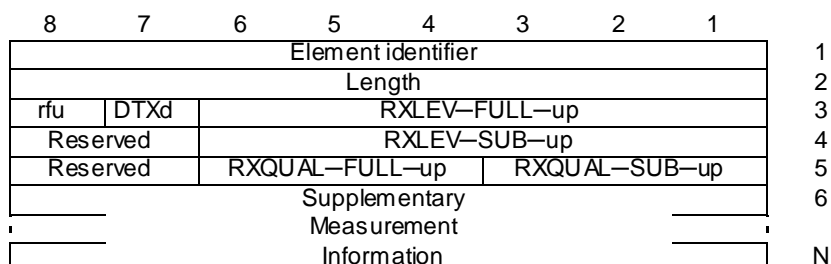 8 7 6 5 4 3 2 1
Element identifier 1
Length 2
rfu DTXd RXLEV–FULL–up 3
Reserved RXLEV–SUB–up 4
Reserved RXQUAL–FULL–up RXQUAL–SUB–up 5
Supplementary 6
Measurement
Information N